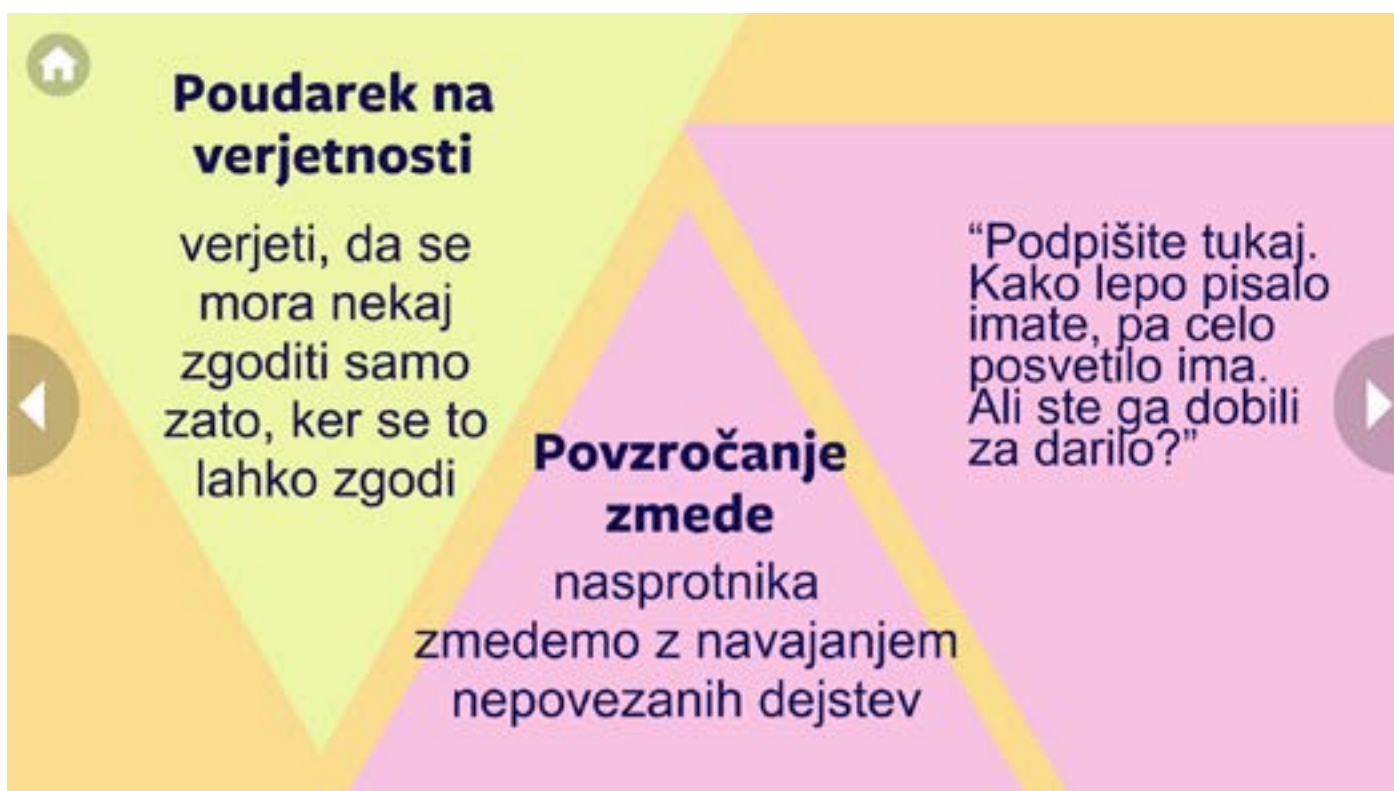 Poudarek na
verjetnosti
verjeti, da se
mora nekaj
zgoditi samo
zato, ker se to
lahko zgodi
Povzročanje
zmede
nasprotnika
zmedemo z navajanjem
nepovezanih dejstev
“Podpišite tukaj.
Kako lepo pisalo
imate, pa celo
posvetilo ima.
Ali ste ga dobili
za darilo?”